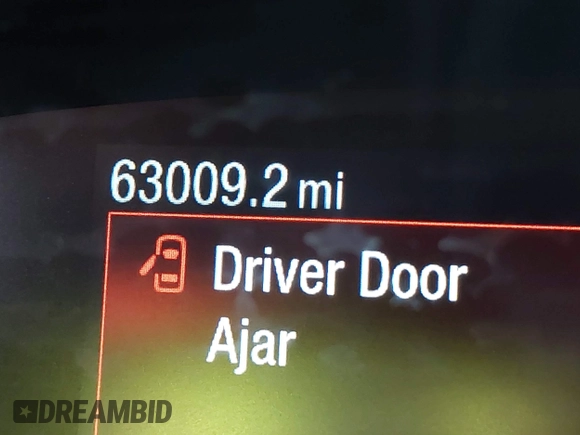 63009.2 mi
Driver Door
Ajar
DREAMBID